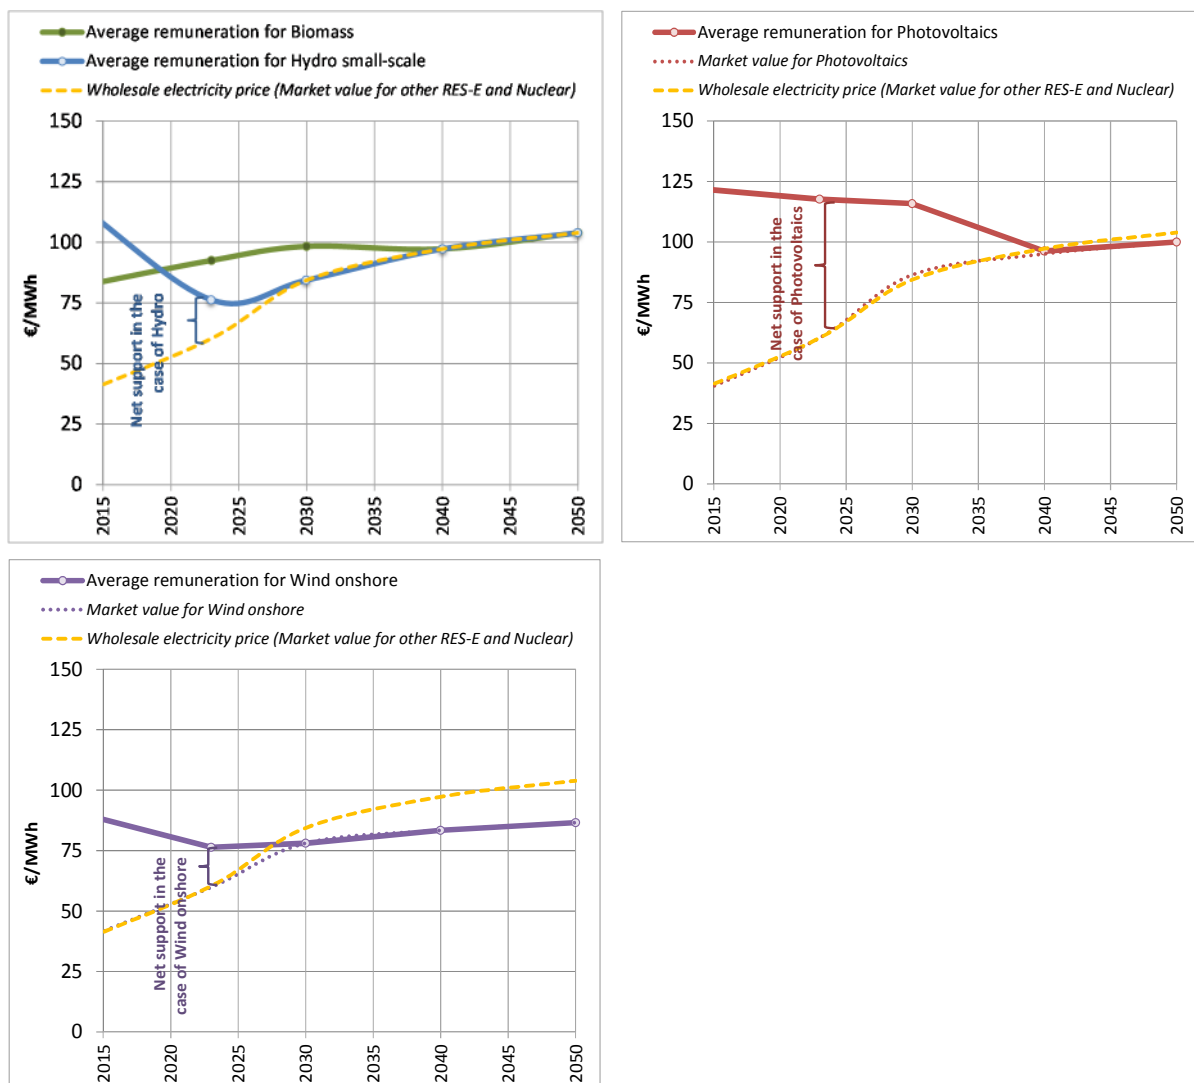 Average remuneration for Biomass
Average remuneration for Hydro small-scale
Wholesale electricity price (Market value for other RES-E and Nuclear)
150
125
100
75
50
25
0
€/MWh
Net support in the
case of Hydro
2015
2020
2025
2030
2035
2040
2045
2050
Average remuneration for Photovoltaics
Market value for Photovoltaics
Wholesale electricity price (Market value for other RES-E and Nuclear)
150
125
100
75
50
25
0
€/MWh
Net support in the
case of Photovoltaics
2015
2020
2025
2030
2035
2040
2045
2050
Average remuneration for Wind onshore
Market value for Wind onshore
Wholesale electricity price (Market value for other RES-E and Nuclear)
150
125
100
75
50
25
0
€/MWh
Net support in the
case of Wind onshore
2015
2020
2025
2030
2035
2040
2045
2050